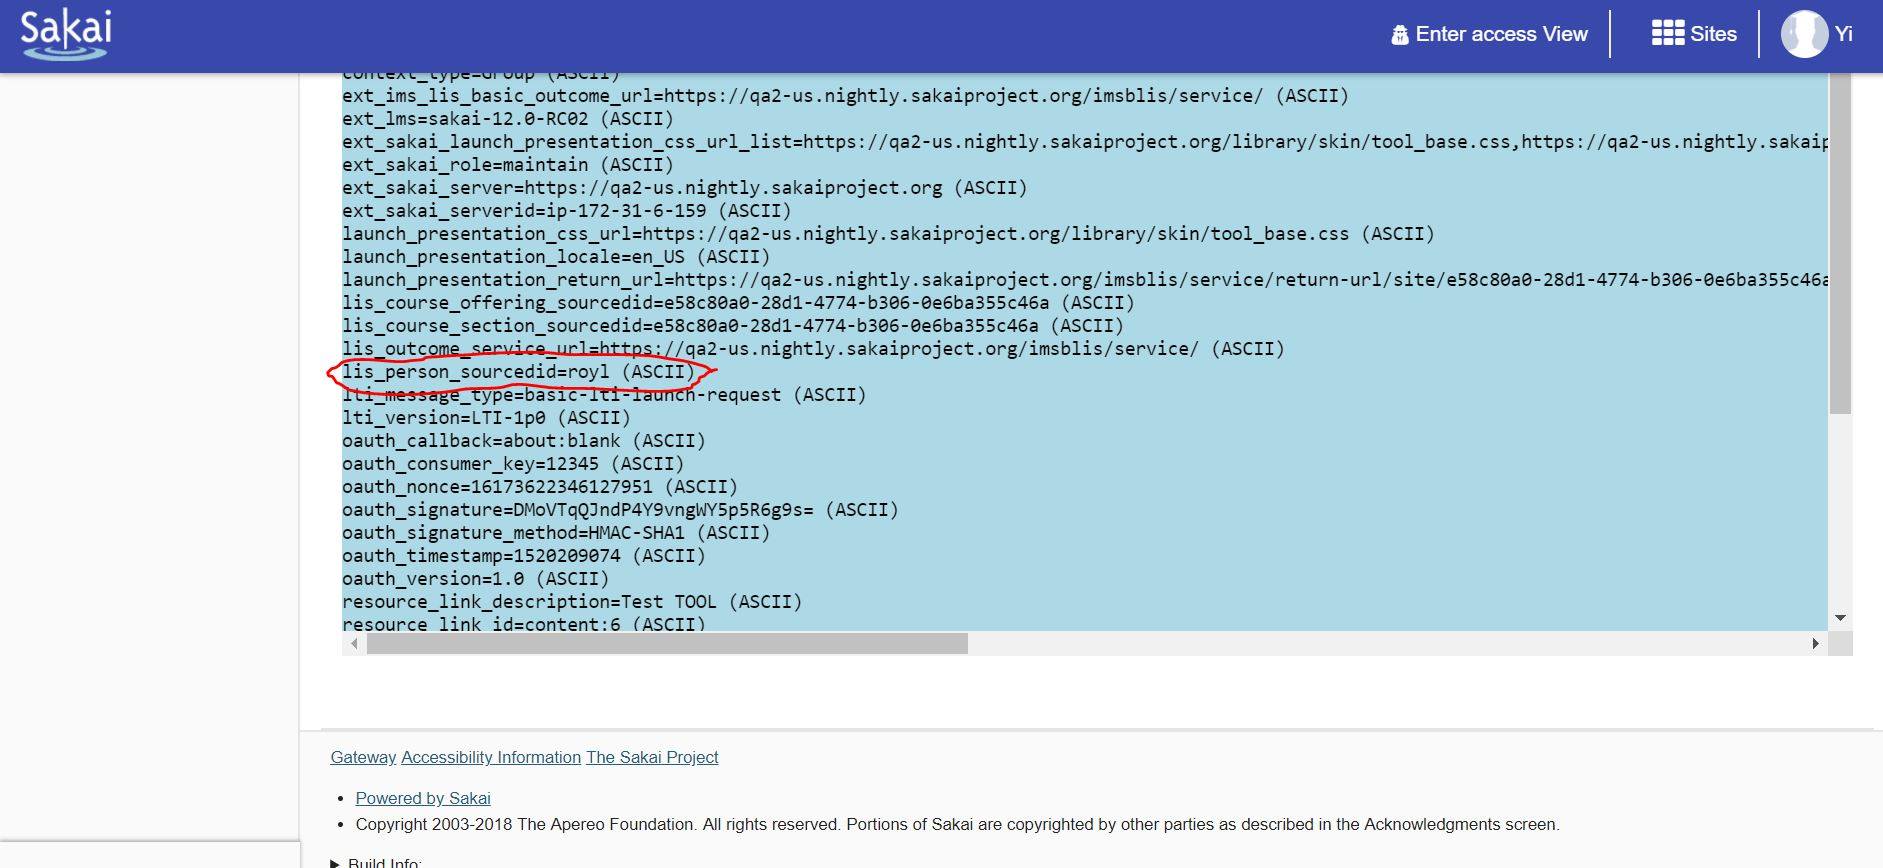 Sakai
Enter access View
Sites
Yi
context_type=Group (ASCII)
ext_ims_lis_basic_outcome_url=https://qa2-us.nightly.sakaiproject.org/imsblis/service/ (ASCII)
ext_lms=sakai-12.0-RC02 (ASCII)
ext_sakai_launch_presentation_css_url_list=https://qa2-us.nightly.sakaiproject.org/library/skin/tool_base.css,https://qa2-us.nightly.sakaip
ext_sakai_role=maintain (ASCII)
ext_sakai_server=https://qa2-us.nightly.sakaiproject.org (ASCII)
ext_sakai_serverid=ip-172-31-6-159 (ASCII)
launch_presentation_css_url=https://qa2-us.nightly.sakaiproject.org/library/skin/tool_base.css (ASCII)
launch_presentation_locale=en_US (ASCII)
launch_presentation_return_url=https://qa2-us.nightly.sakaiproject.org/imsblis/service/return-url/site/e58c80a0-28d1-4774-b306-0e6ba355c46a
lis_course_offering_sourcedid=e58c80a0-28d1-4774-b306-0e6ba355c46a (ASCII)
lis_course_section_sourcedid=e58c80a0-28d1-4774-b306-0e6ba355c46a (ASCII)
lis_outcome_service_url=https://qa2-us.nightly.sakaiproject.org/imsblis/service/ (ASCII)
lis_person_sourcedid=royl (ASCII)
lti_message_type=basic-lti-launch-request (ASCII)
lti_version=LTI-1p0 (ASCII)
oauth_callback=about:blank (ASCII)
oauth_consumer_key=12345 (ASCII)
oauth_nonce=16173622346127951 (ASCII)
oauth_signature=DMoVTqQJndP4Y9vngWY5p5R6g9s= (ASCII)
oauth_signature_method=HMAC-SHA1 (ASCII)
oauth_timestamp=1520209074 (ASCII)
oauth_version=1.0 (ASCII)
resource_link_description=Test TOOL (ASCII)
resource_link_id=content:6 (ASCII)
Gateway Accessibility Information The Sakai Project
• Powered by Sakai
• Copyright 2003-2018 The Apereo Foundation. All rights reserved. Portions of Sakai are copyrighted by other parties as described in the Acknowledgments screen.
Build Info: